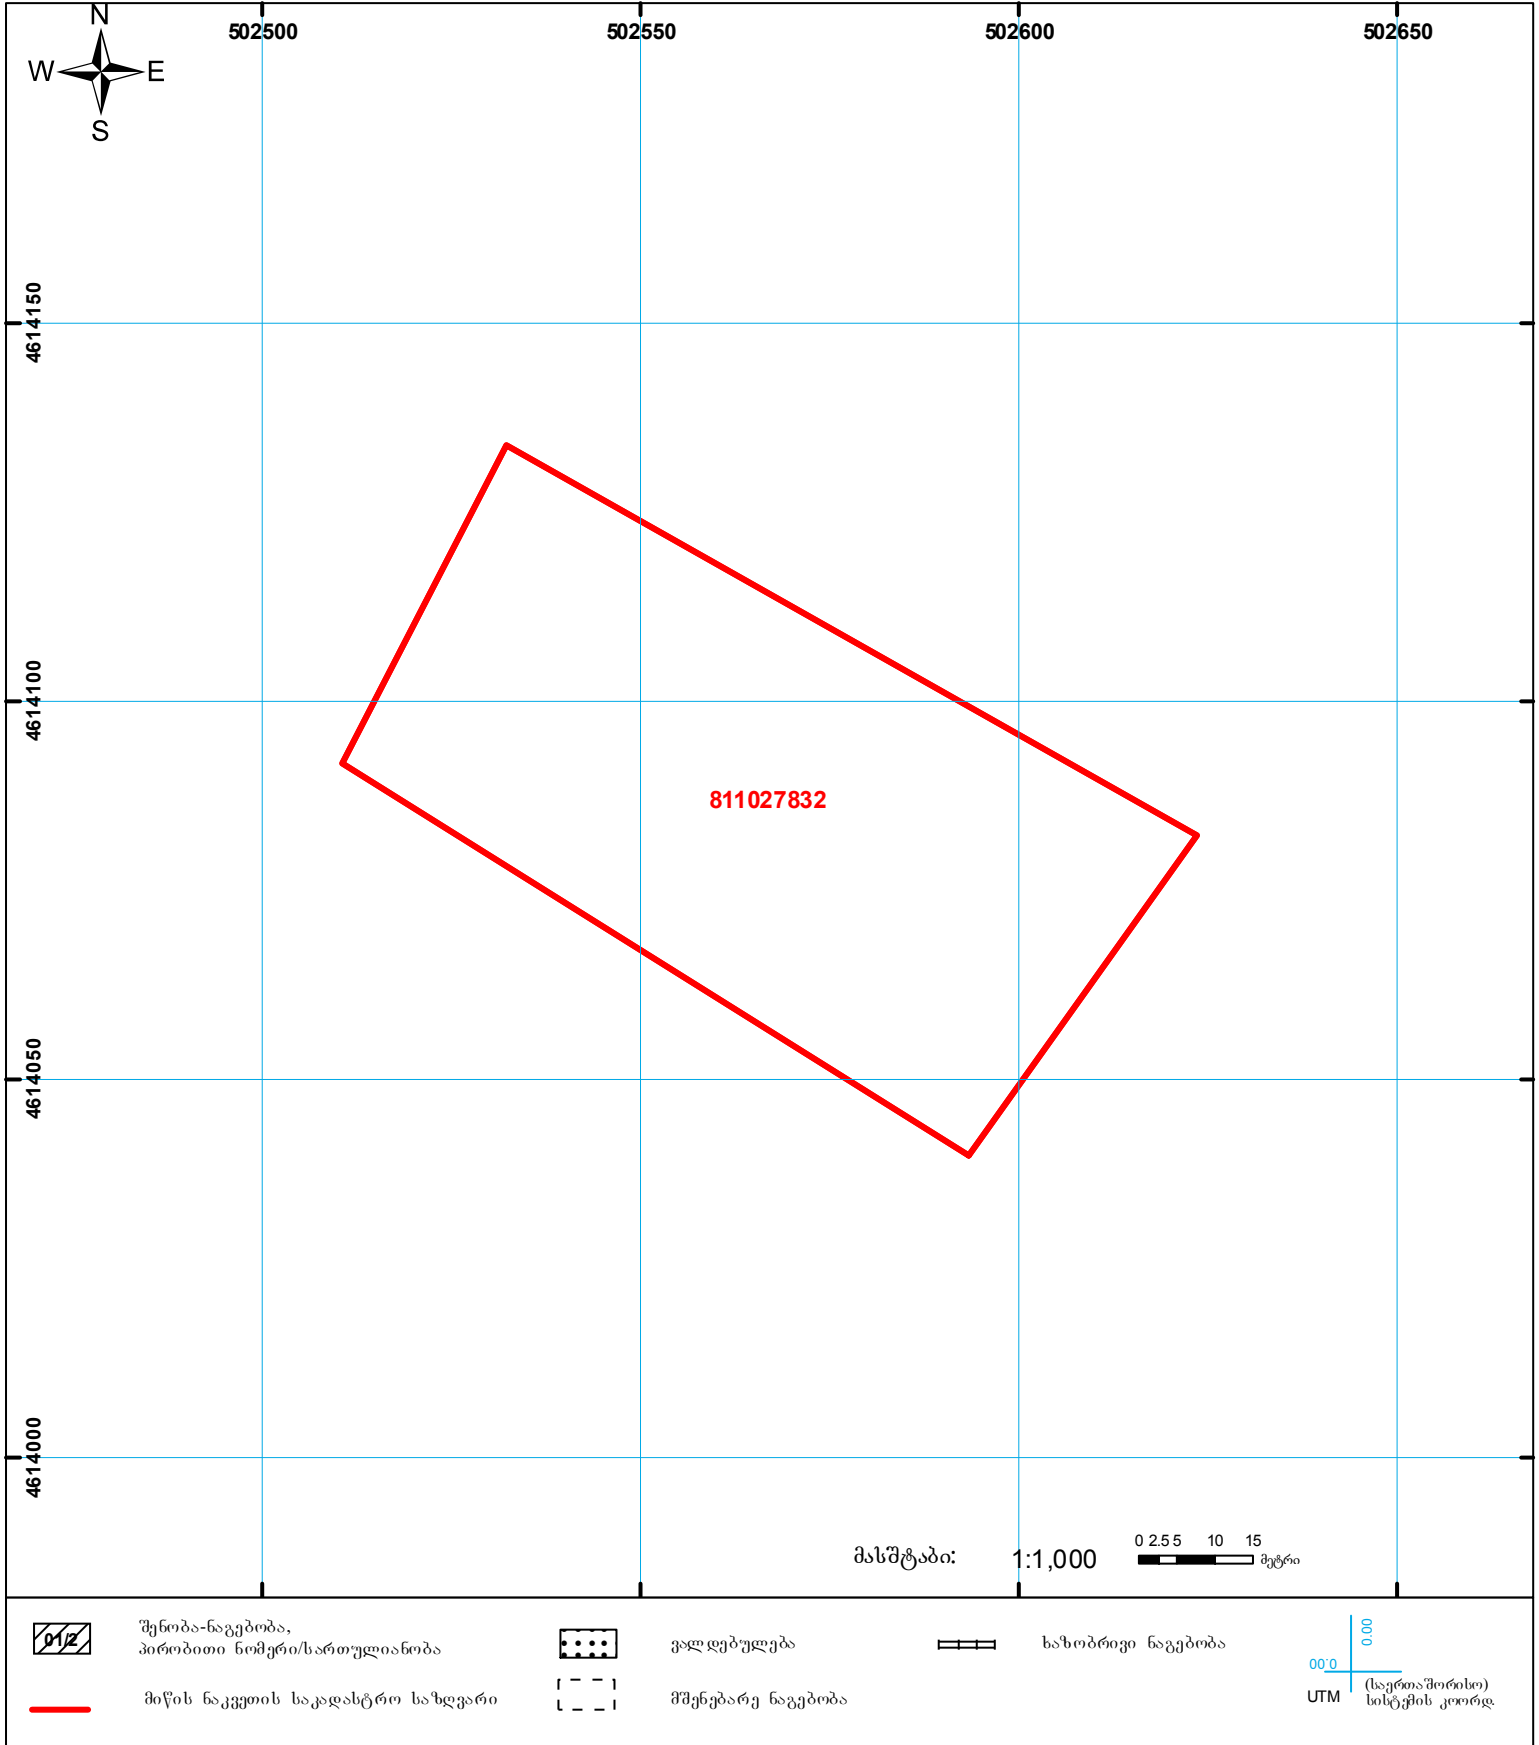 N
W E
S
502500 502550 502600 502650
4614150
4614100
4614050
4614000
811027832
მასშტაბი: 1:1,000
0 2.5 5 10 15
მეტრი
01/2
შენობა-ნაგებობა,
პირობითი ნომერი/სართულიანობა
ვალდებულება
ხაზობრივი ნაგებობა
მიწის ნაკვეთის საკადასტრო საზღვარი
მშენებარე ნაგებობა
0.00
0.00
UTM
(საერთაშორისო)
სისტემის კოორდ.